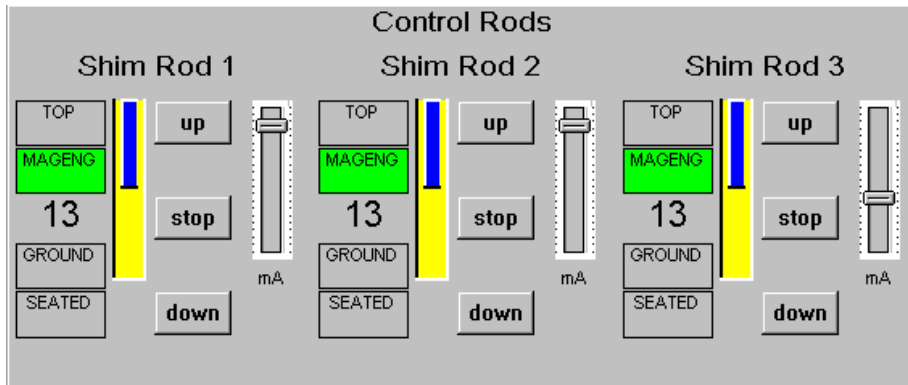 Control Rods
Shim Rod 1
Shim Rod 2
Shim Rod 3
TOP
up
MAGENG
13
stop
GROUND
mA
SEATED
down
TOP
up
MAGENG
13
stop
GROUND
mA
SEATED
down
TOP
up
MAGENG
13
stop
GROUND
mA
SEATED
down